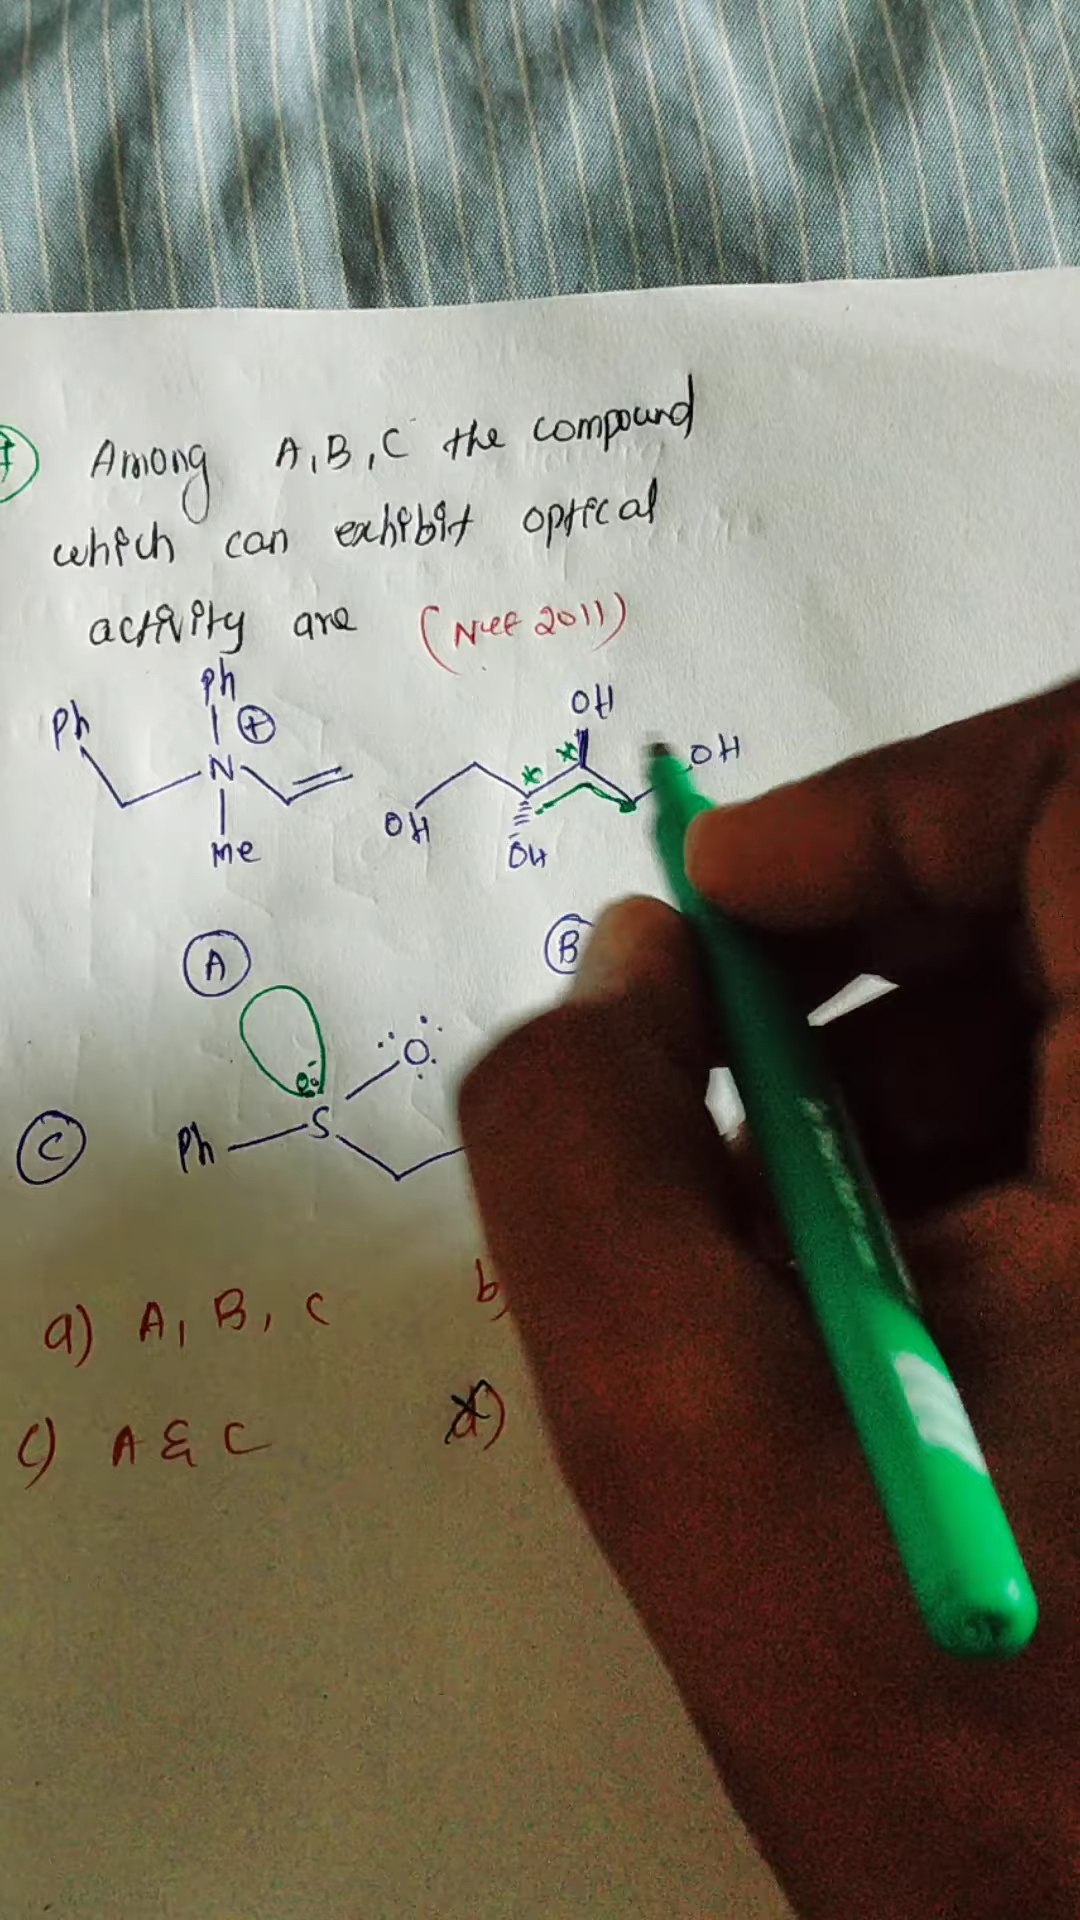 Among A, B, C the compound
which can exhibit optical
activity are (Neet 2011)
Ph
Ph
N
+
Me
OH
OH
OH
OH
* *
A
B
C
Ph
S
O
a) A, B, C
b)
c) A & C
d)